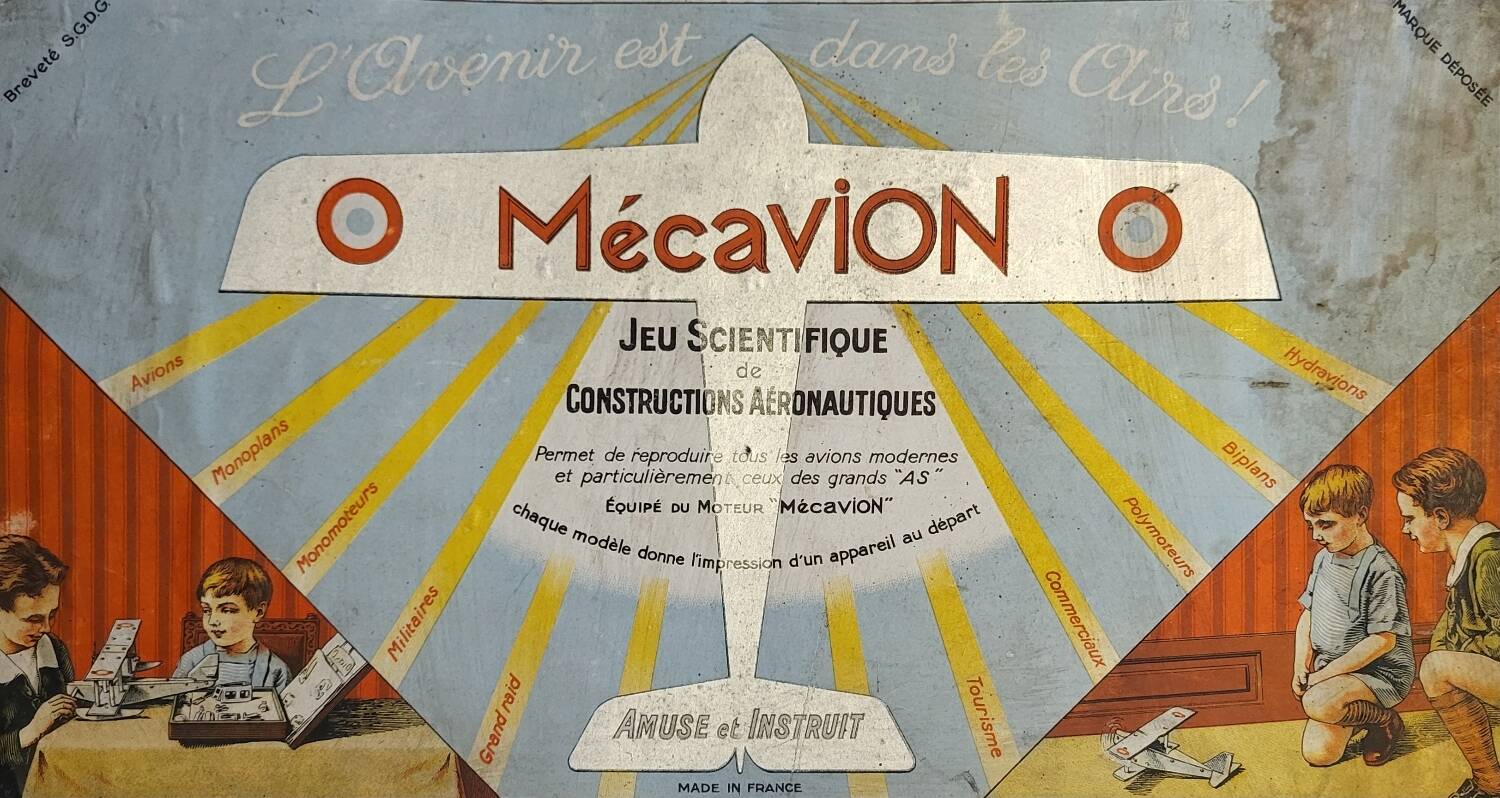 Breveté S.G.D.G.
MARQUE DÉPOSÉE
L'Avenir est dans les Airs!
MécaviON
JEU SCIENTIFIQUE
de
CONSTRUCTIONS AÉRONAUTIQUES
Permet de reproduire tous les avions modernes
et particulièrement ceux des grands "AS"
ÉQUIPÉ DU MOTEUR "MécaviON"
chaque modèle donne l'impression d'un appareil au départ
Avions
Monoplans
Monomoteurs
Militaires
Grand raid
Tourisme
Commerciaux
Polymoteurs
Biplans
Hydravions
AMUSE et INSTRUIT
MADE IN FRANCE